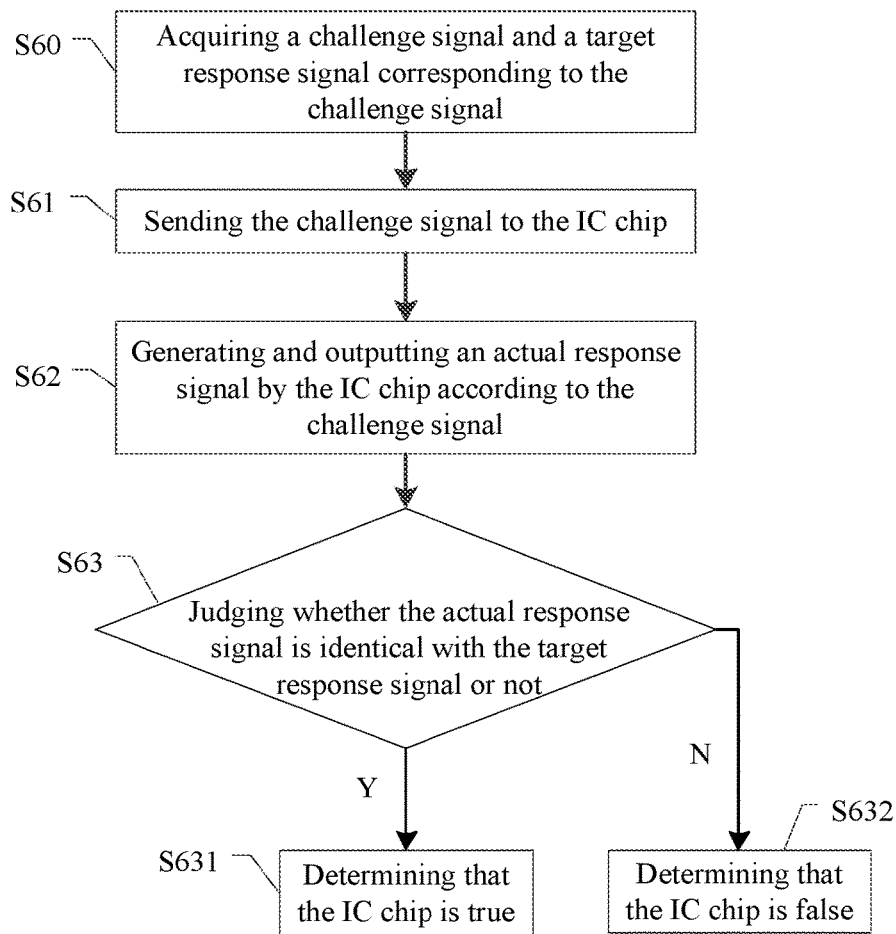 S60
Acquiring a challenge signal and a target
response signal corresponding to the
challenge signal
S61
Sending the challenge signal to the IC chip
S62
Generating and outputting an actual response
signal by the IC chip according to the
challenge signal
S63
Judging whether the actual response
signal is identical with the target
response signal or not
Y
N
S631
Determining that
the IC chip is true
S632
Determining that
the IC chip is false